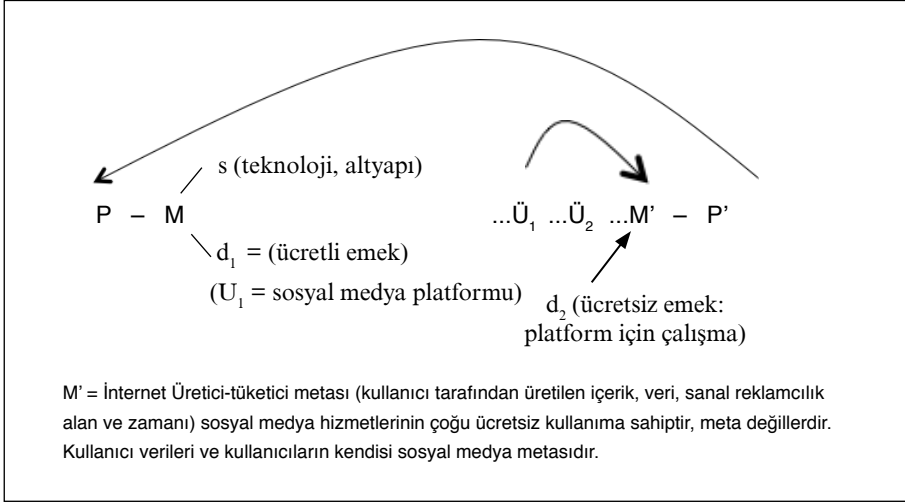 s (teknoloji, altyapı)
P – M ...Ü₁ ...Ü₂ ...M’ – P’
d₁ = (ücretli emek)
(U₁ = sosyal medya platformu)
d₂ (ücretsiz emek:
platform için çalışma)
M’ = İnternet Üretici-tüketici metası (kullanıcı tarafından üretilen içerik, veri, sanal reklamcılık
alan ve zamanı) sosyal medya hizmetlerinin çoğu ücretsiz kullanıma sahiptir, meta değillerdir.
Kullanıcı verileri ve kullanıcıların kendisi sosyal medya metasıdır.